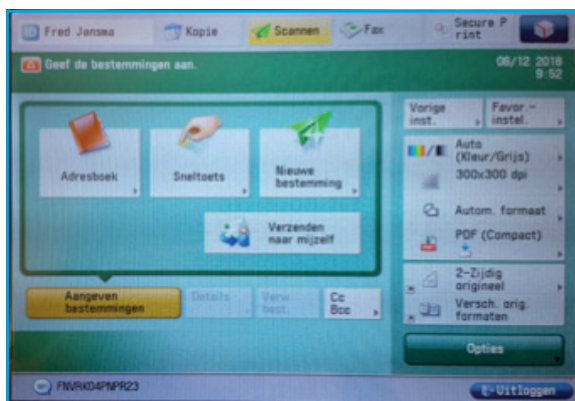 Fred Jansma
Kopie
Scannen
Fax
Secure P
rint
Geef de bestemmingen aan.
06/12 2018
9:52
Adresboek
Sneltoets
Nieuwe
bestemming
Verzenden
naar mijzelf
Aangeven
bestemmingen
Details
Verw.
best.
Cc
Bcc
Vorige
inst.
Favor.-
instel.
Auto
(Kleur/Grijs)
300x300 dpi
Autom. formaat
PDF (Compact)
2-Zijdig
origineel
Versch. orig.
formaten
Opties
FNVRK04PNPR23
Uitloggen